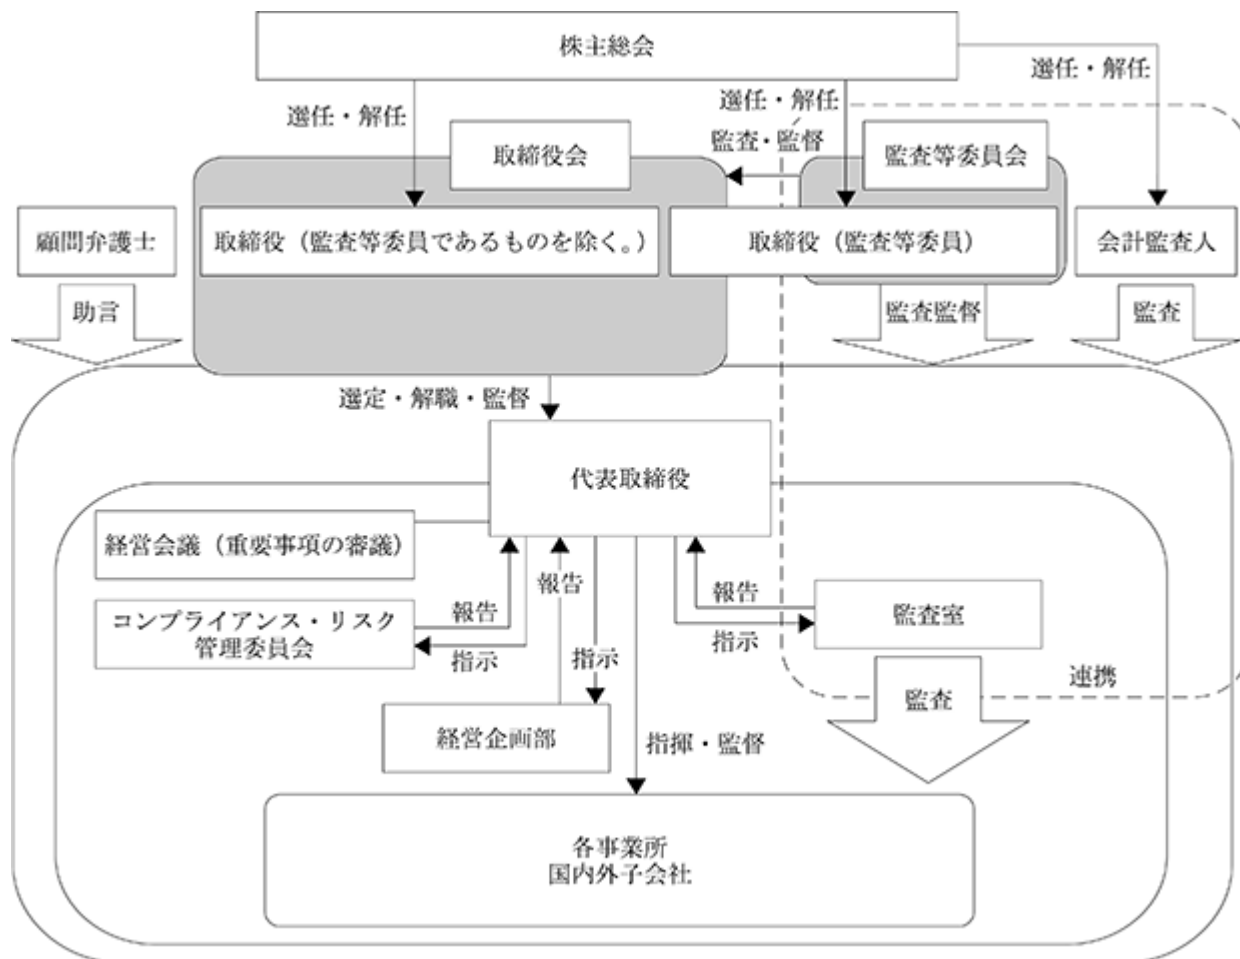 株主総会
選任・解任
選任・解任
選任・解任
取締役会
監査・監督
監査等委員会
顧問弁護士
取締役（監査等委員であるものを除く。）
取締役（監査等委員）
会計監査人
助言
監査監督
監査
選定・解職・監督
代表取締役
経営会議（重要事項の審議）
コンプライアンス・リスク
管理委員会
報告
指示
報告
指示
報告
指示
監査室
連携
監査
経営企画部
指揮・監督
各事業所
国内外子会社